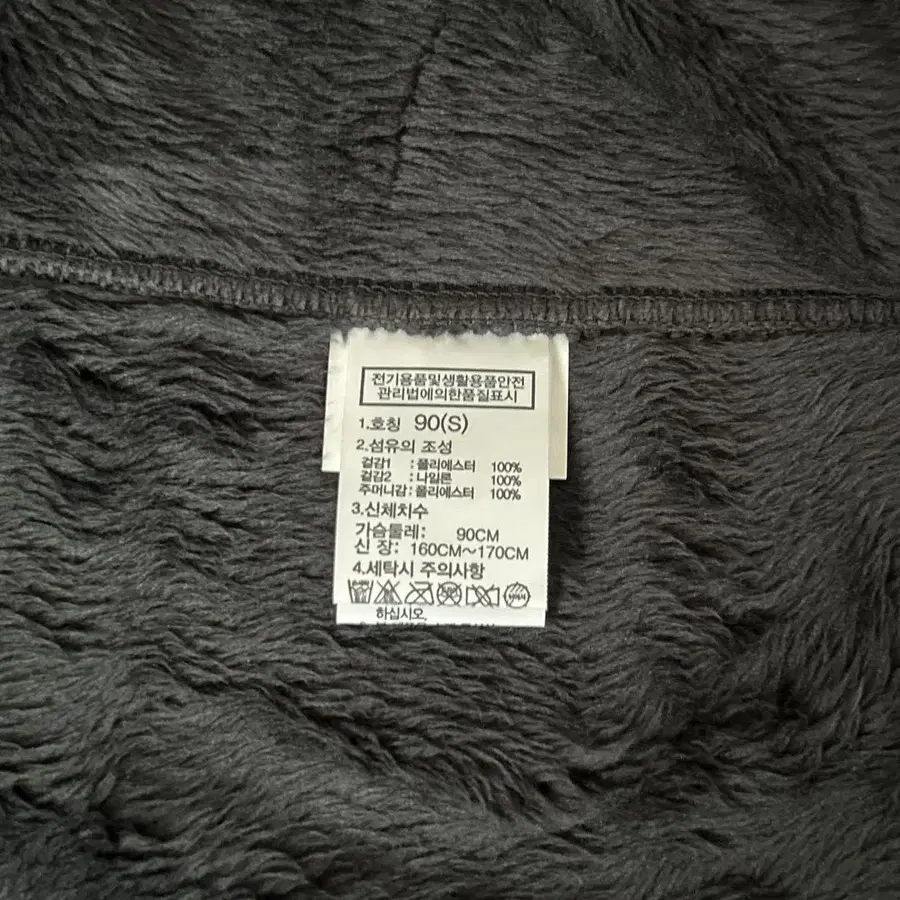 전기용품및생활용품안전
관리법에의한품질표시
1.호칭 90(S)
2.섬유의 조성
겉감1 : 폴리에스터 100%
겉감2 : 나일론 100%
주머니감 : 폴리에스터 100%
3.신체치수
가슴둘레: 90CM
신 장: 160CM~170CM
4.세탁시 주의사항
하십시오.